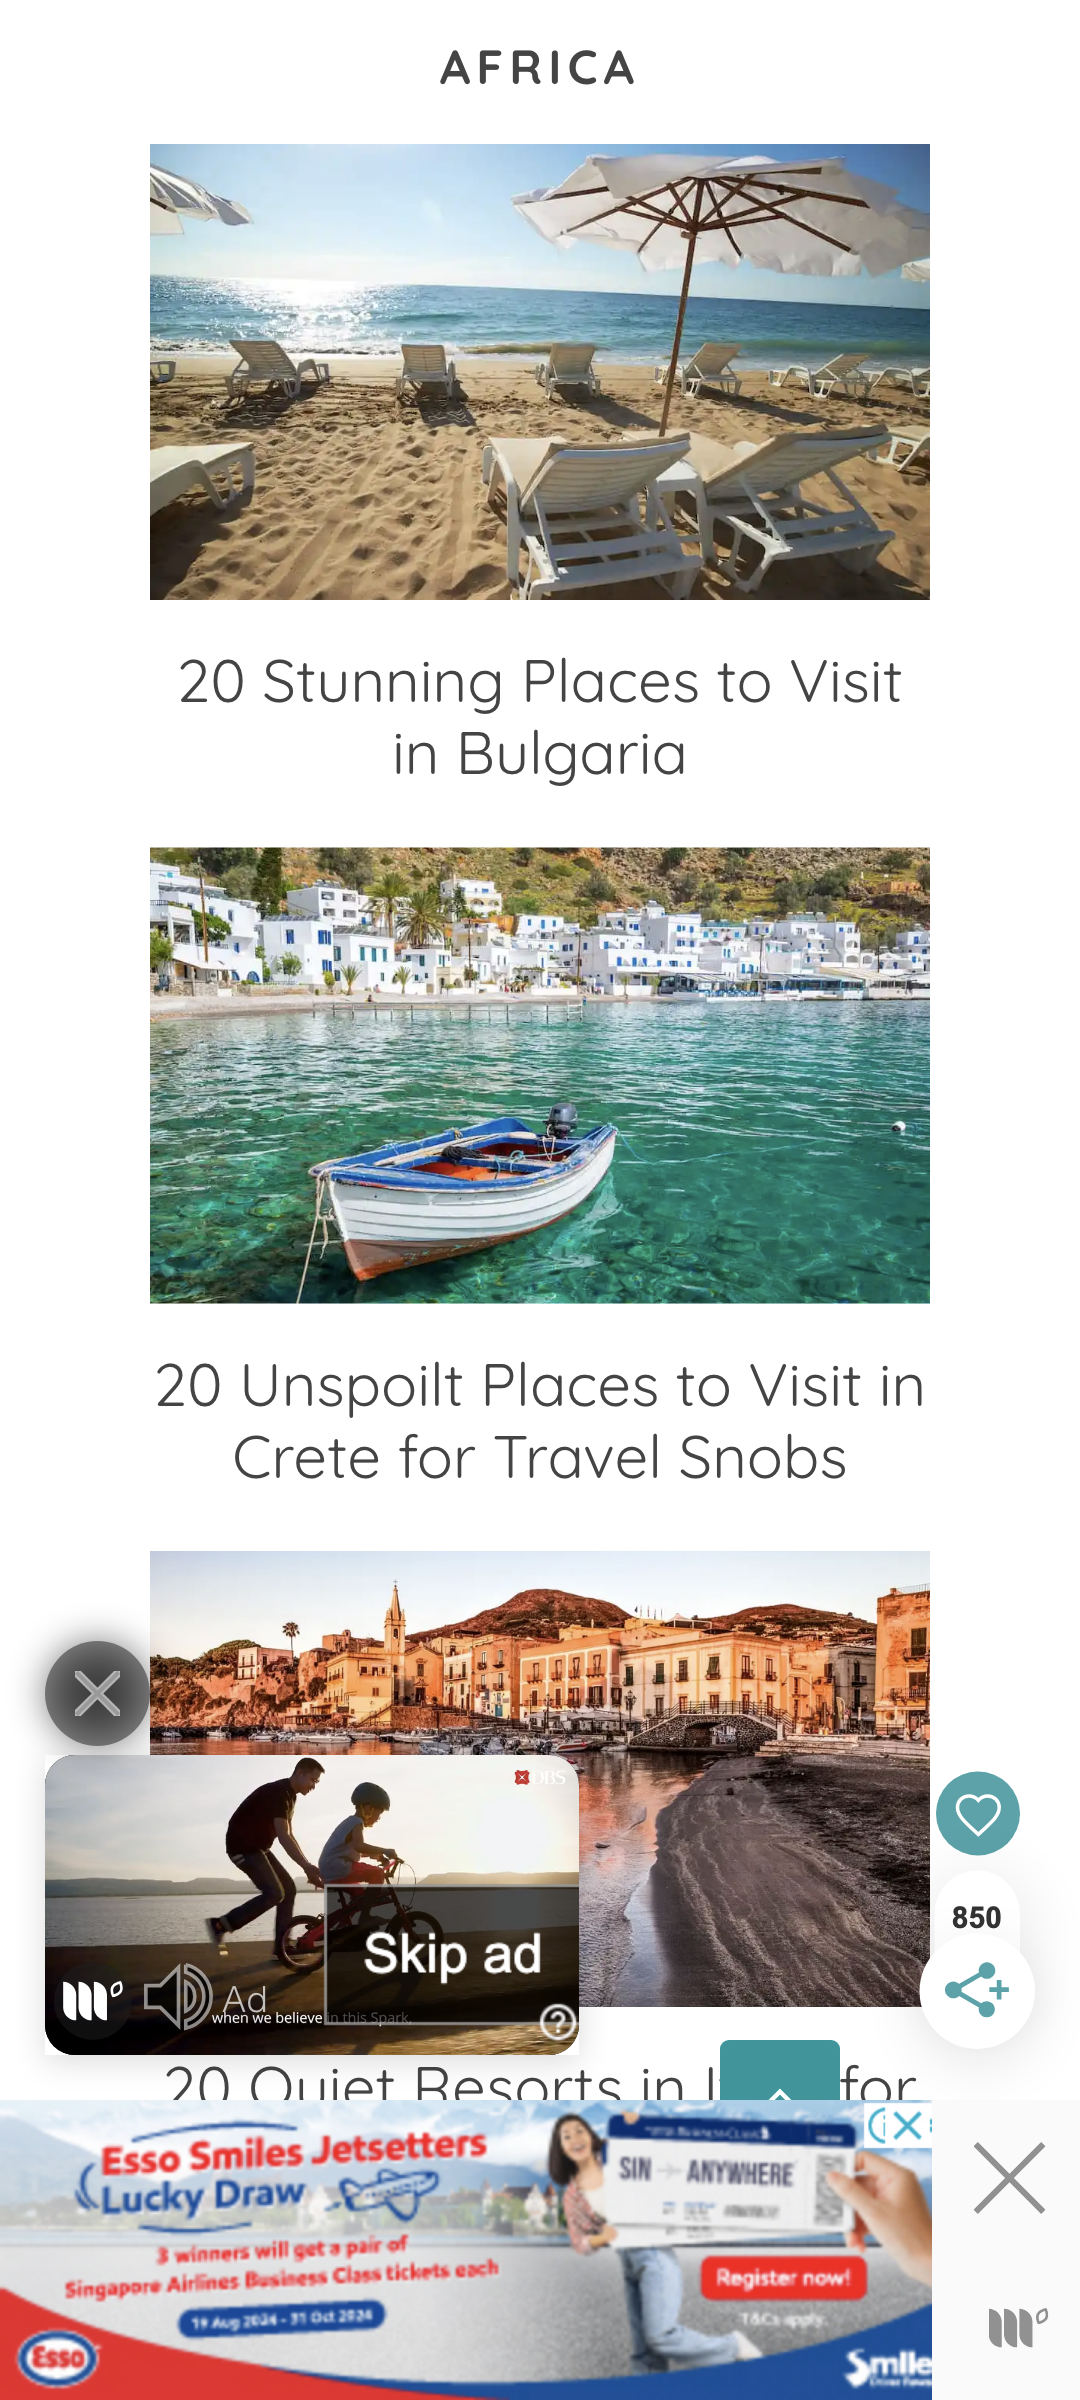 AFRICA
20 Stunning Places to Visit
in Bulgaria
20 Unspoilt Places to Visit in
Crete for Travel Snobs
DBS
Skip ad
Ad
when we believe in this Spark.
850
20 Quiet Resorts in
for
Esso Smiles Jetsetters
Lucky Draw
3 winners will get a pair of
Singapore Airlines Business Class tickets each
19 Aug 2024 - 31 Oct 2024
Esso
SIN
ANYWHERE
Register now!
T&Cs apply.
Smile